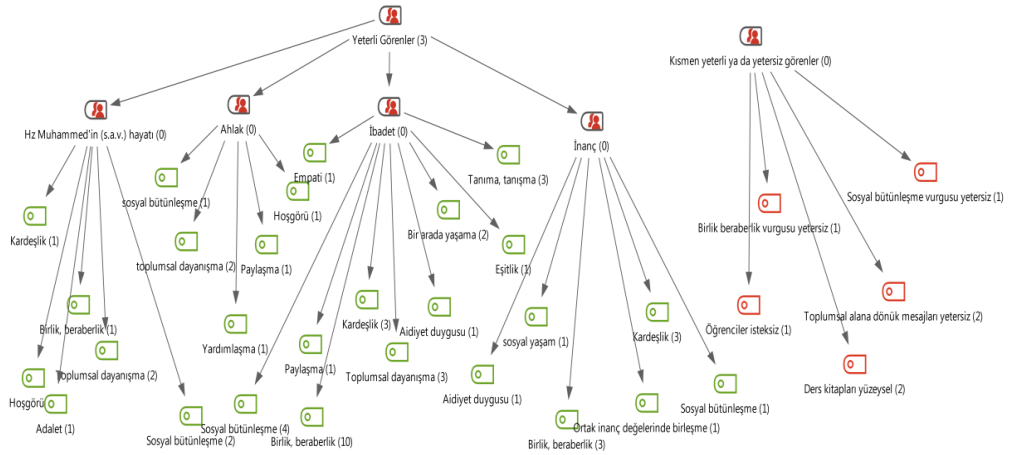 Yeterli Görenler (3)
Kısmen yeterli ya da yetersiz görenler (0)
Hz Muhammed'in (s.a.v.) hayatı (0)
Ahlak (0)
İbadet (0)
İnanç (0)
Empati (1)
Tanıma, tanışma (3)
sosyal bütünleşme (1)
Hoşgörü (1)
Sosyal bütünleşme vurgusu yetersiz (1)
Kardeşlik (1)
Bir arada yaşama (2)
Birlik beraberlik vurgusu yetersiz (1)
toplumsal dayanışma (2)
Paylaşma (1)
Eşitlik (1)
Birlik, beraberlik (1)
Kardeşlik (3)
Aidiyet duygusu (1)
Öğrenciler isteksiz (1)
Toplumsal alana dönük mesajları yetersiz (2)
Yardımlaşma (1)
sosyal yaşam (1)
Kardeşlik (3)
Toplumsal dayanışma (2)
Paylaşma (1)
Toplumsal dayanışma (3)
Ders kitapları yüzeysel (2)
Hoşgörü
Aidiyet duygusu (1)
Sosyal bütünleşme (1)
Adalet (1)
Sosyal bütünleşme (4)
Ortak inanç değelerinde birleşme (1)
Sosyal bütünleşme (2)
Birlik, beraberlik (10)
Birlik, beraberlik (3)